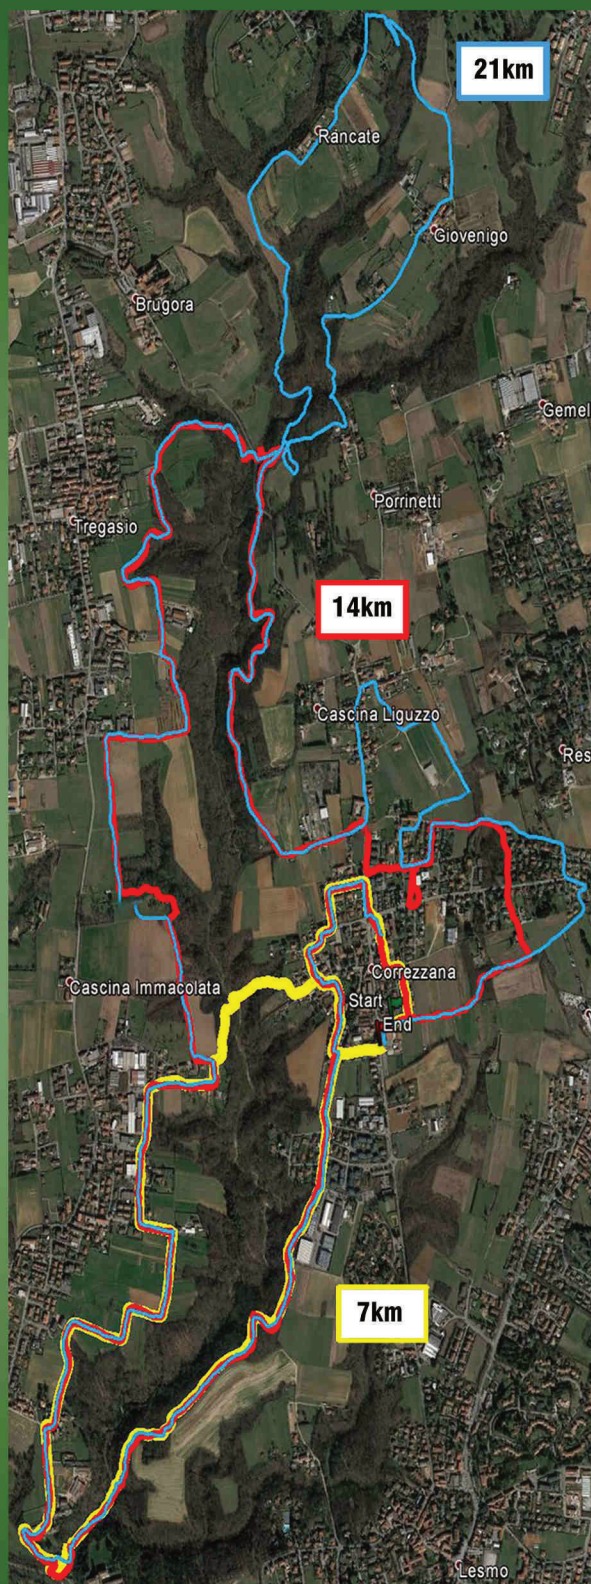 21km
Rancate
Giovenigo
Brugora
Gemel
Porrinetti
Tregasio
14km
Cascina Liguzzo
Res
Correzzana
Cascina Immacolata
Start
End
7km
Lesmo